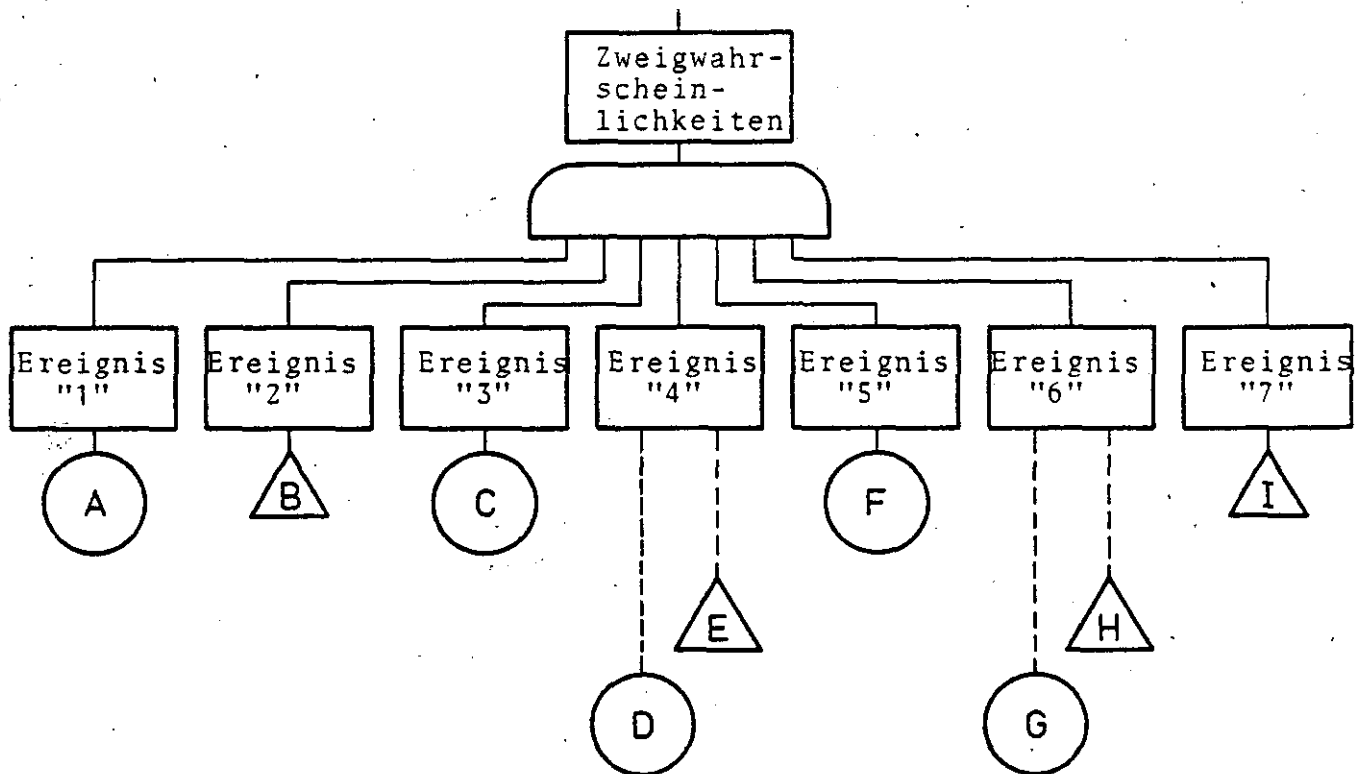 Zweigwahr-
schein-
lichkeiten
Ereignis
"1"
Ereignis
"2"
Ereignis
"3"
Ereignis
"4"
Ereignis
"5"
Ereignis
"6"
Ereignis
"7"
A
B
C
F
I
E
H
D
G